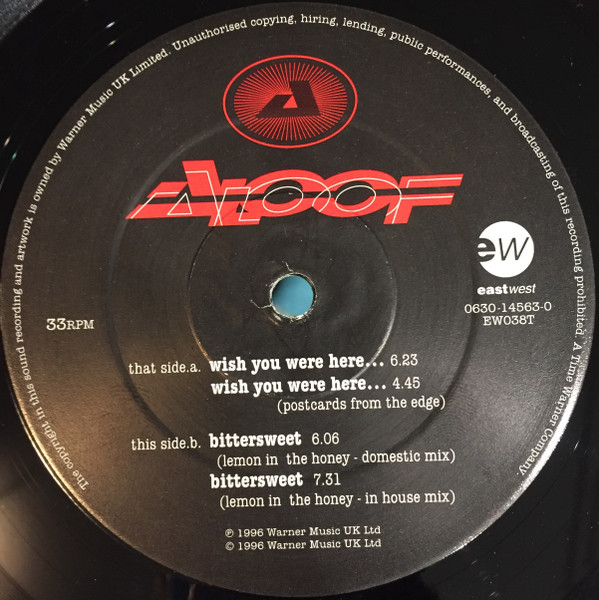 The copyright in this sound recording and artwork is owned by Warner Music UK Limited. Unauthorised copying, hiring, lending, public performances, and broadcasting of this recording prohibited. A Time Warner Company
A
ALOOF
ew
eastwest
0630-14563-0
EW038T
33RPM
that side.a. wish you were here... 6.23
wish you were here... 4.45
(postcards from the edge)
this side.b. bittersweet 6.06
(lemon in the honey - domestic mix)
bittersweet 7.31
(lemon in the honey - in house mix)
℗ 1996 Warner Music UK Ltd
© 1996 Warner Music UK Ltd